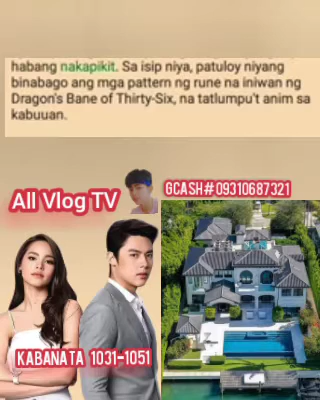 habang nakapikit. Sa isip niya, patuloy niyang
binabago ang mga pattern ng rune na iniwan ng
Dragon's Bane of Thirty-Six, na tatlumpu't anim sa
kabuuan.
GCASH#09310687321
All Vlog TV
KABANATA 1031-1051